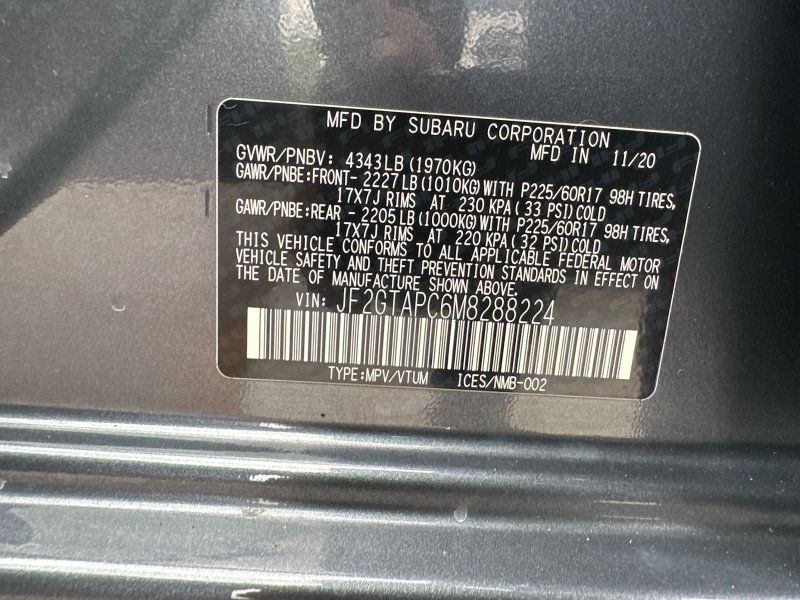 MFD BY SUBARU CORPORATION
MFD IN 11/20
GVWR/PNBV: 4343LB(1970KG)
GAWR/PNBE:FRONT- 2227LB(1010KG)WITH P225/60R17 98H TIRES,
17X7J RIMS AT 230 KPA(33 PSI)COLD
GAWR/PNBE:REAR - 2205LB(1000KG)WITH P225/60R17 98H TIRES,
17X7J RIMS AT 220 KPA(32 PSI)COLD
THIS VEHICLE CONFORMS TO ALL APPLICABLE FEDERAL MOTOR
VEHICLE SAFETY AND THEFT PREVENTION STANDARDS IN EFFECT ON
THE DATE OF MANUFACTURE SHOWN ABOVE.
VIN: JF2GTAPC6M8288224
TYPE:MPV/VTUM ICES/NMB-002